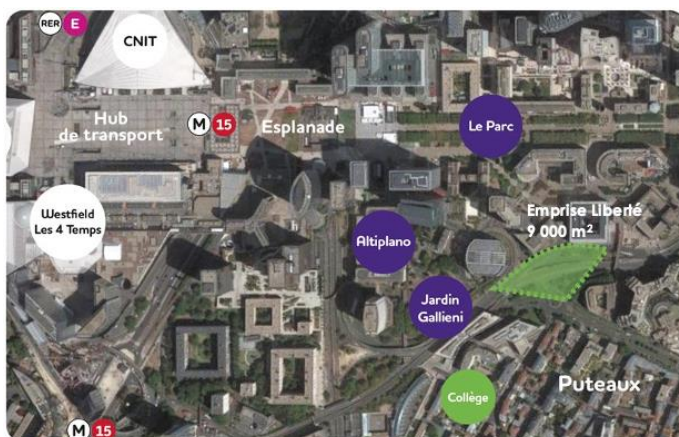 RER E
CNIT
Hub
de transport
M 15
Esplanade
Le Parc
Westfield
Les 4 Temps
Altiplano
Emprise Liberté
9 000 m²
Jardin
Gallieni
Collège
Puteaux
M 15